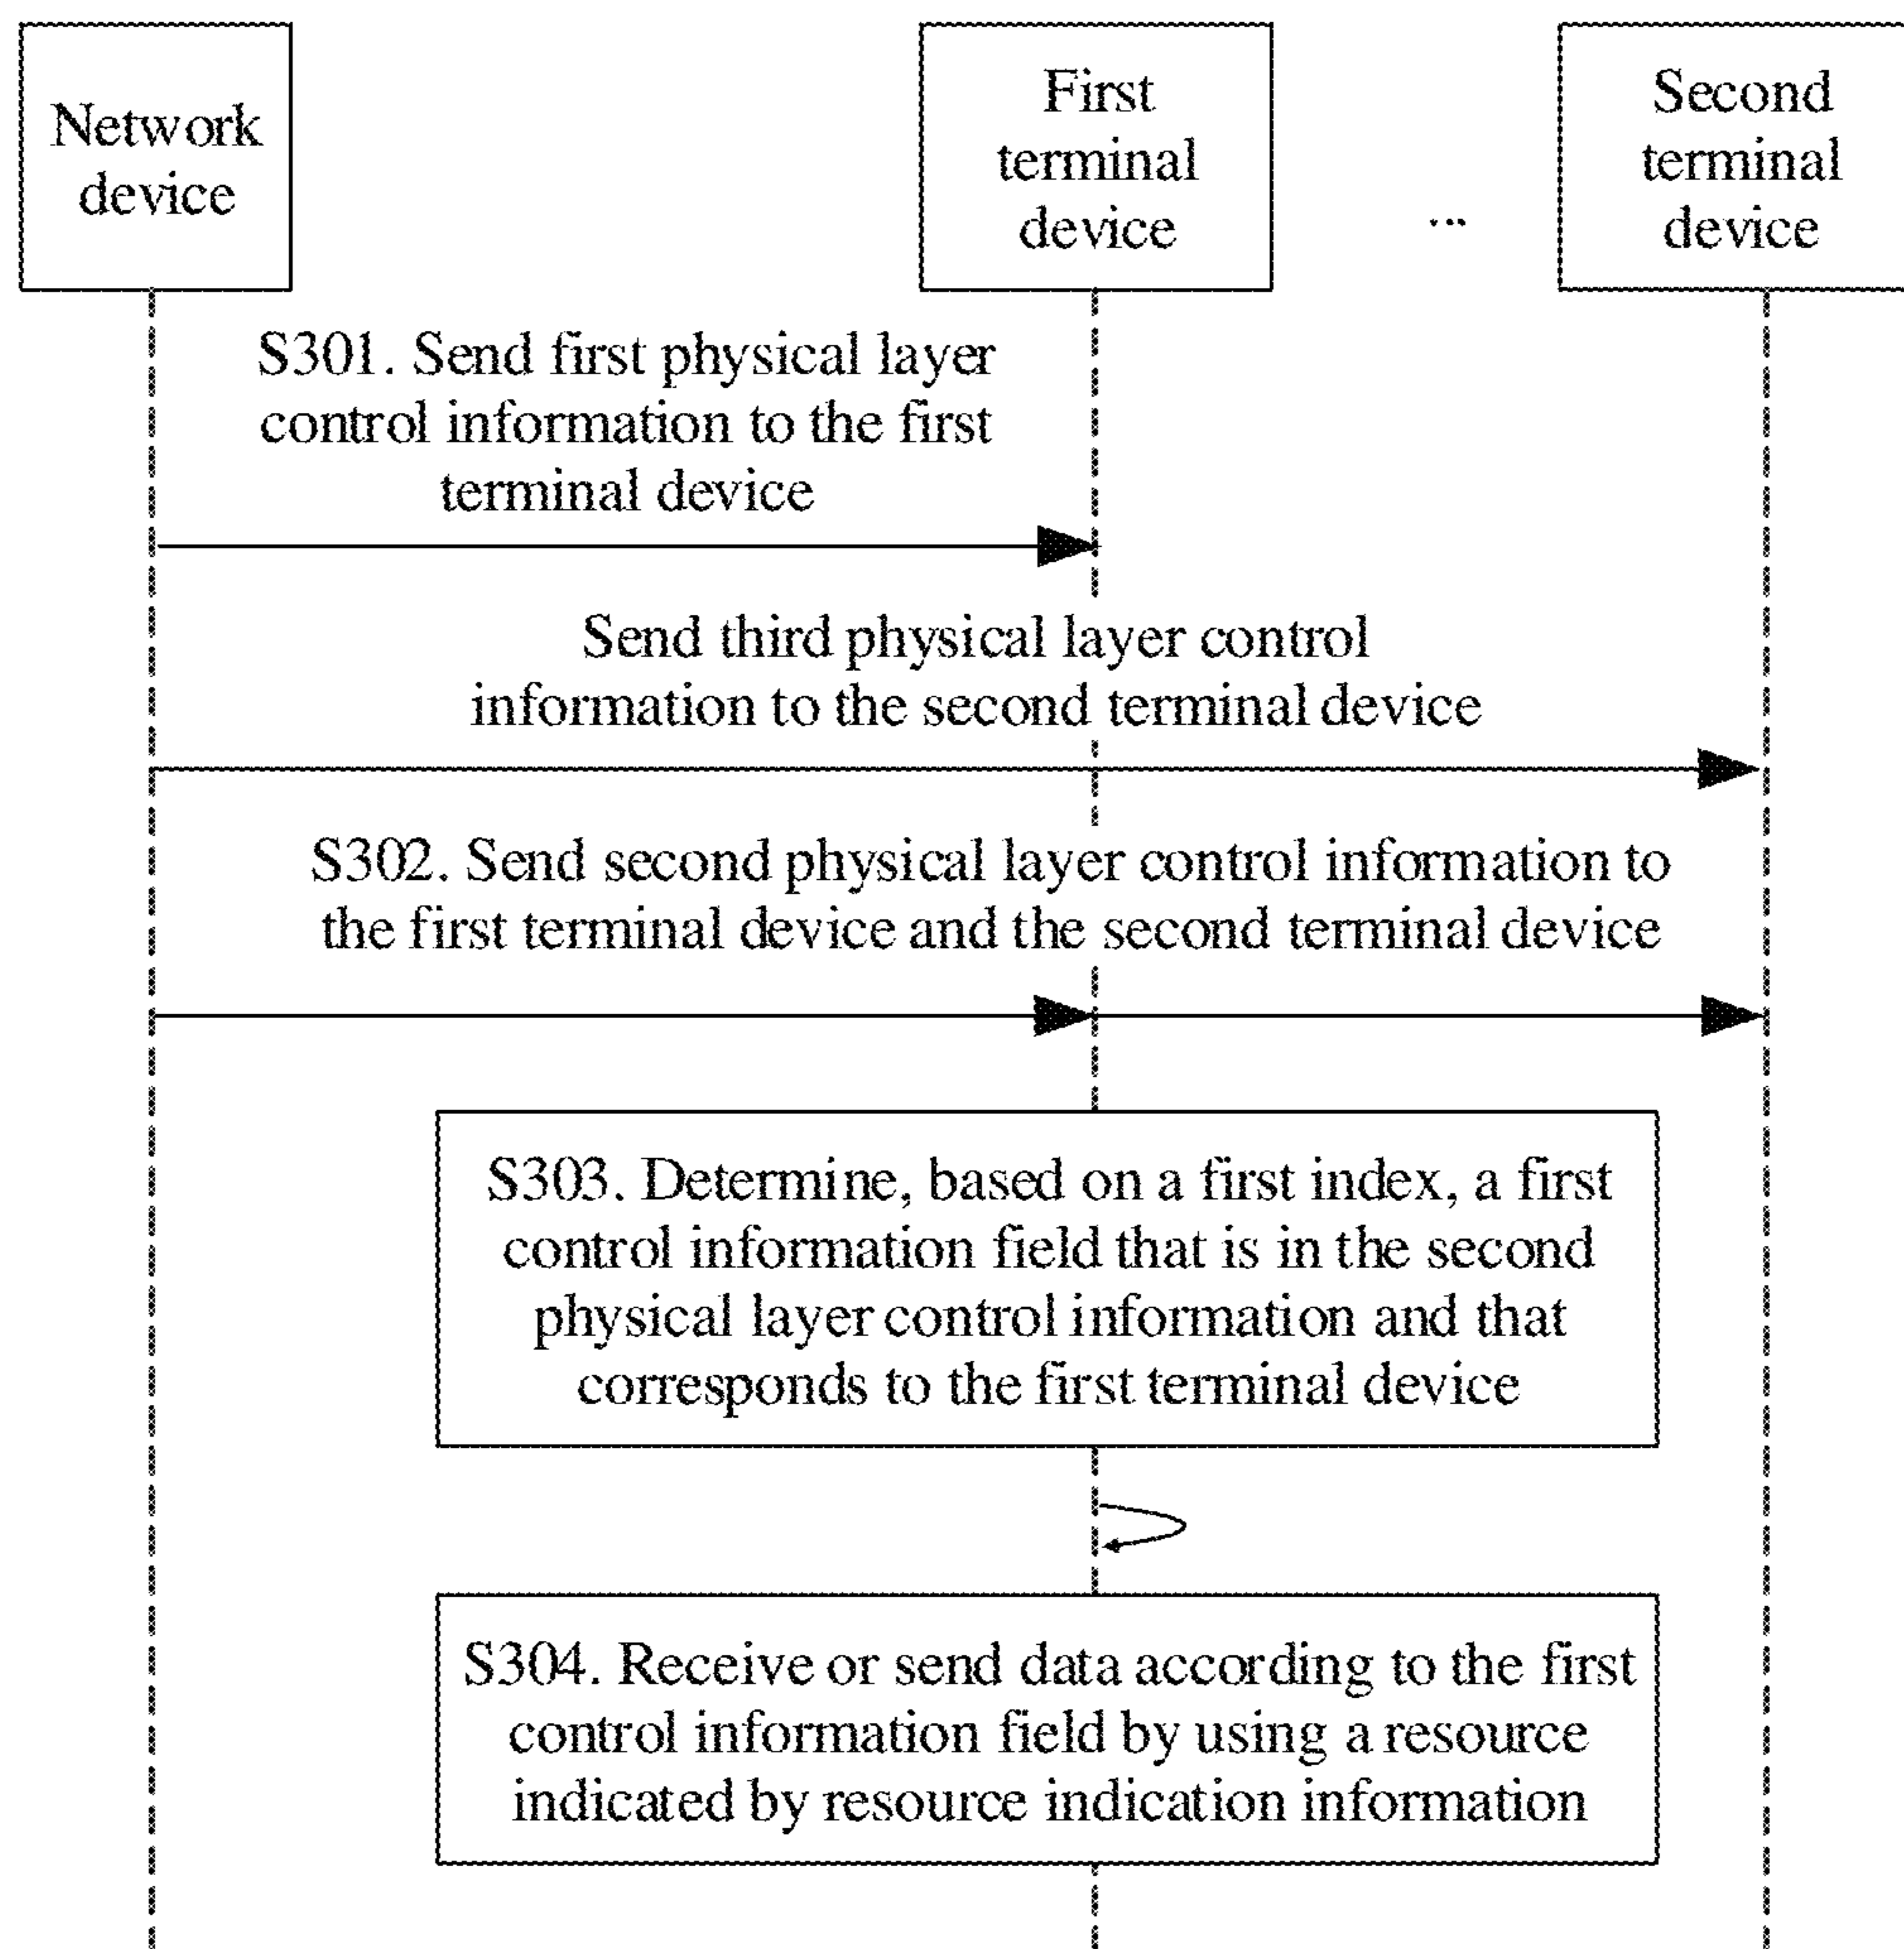 Network
device
First
terminal
device
...
Second
terminal
device
S301. Send first physical layer
control information to the first
terminal device
Send third physical layer control
information to the second terminal device
S302. Send second physical layer control information to
the first terminal device and the second terminal device
S303. Determine, based on a first index, a first
control information field that is in the second
physical layer control information and that
corresponds to the first terminal device
S304. Receive or send data according to the first
control information field by using a resource
indicated by resource indication information